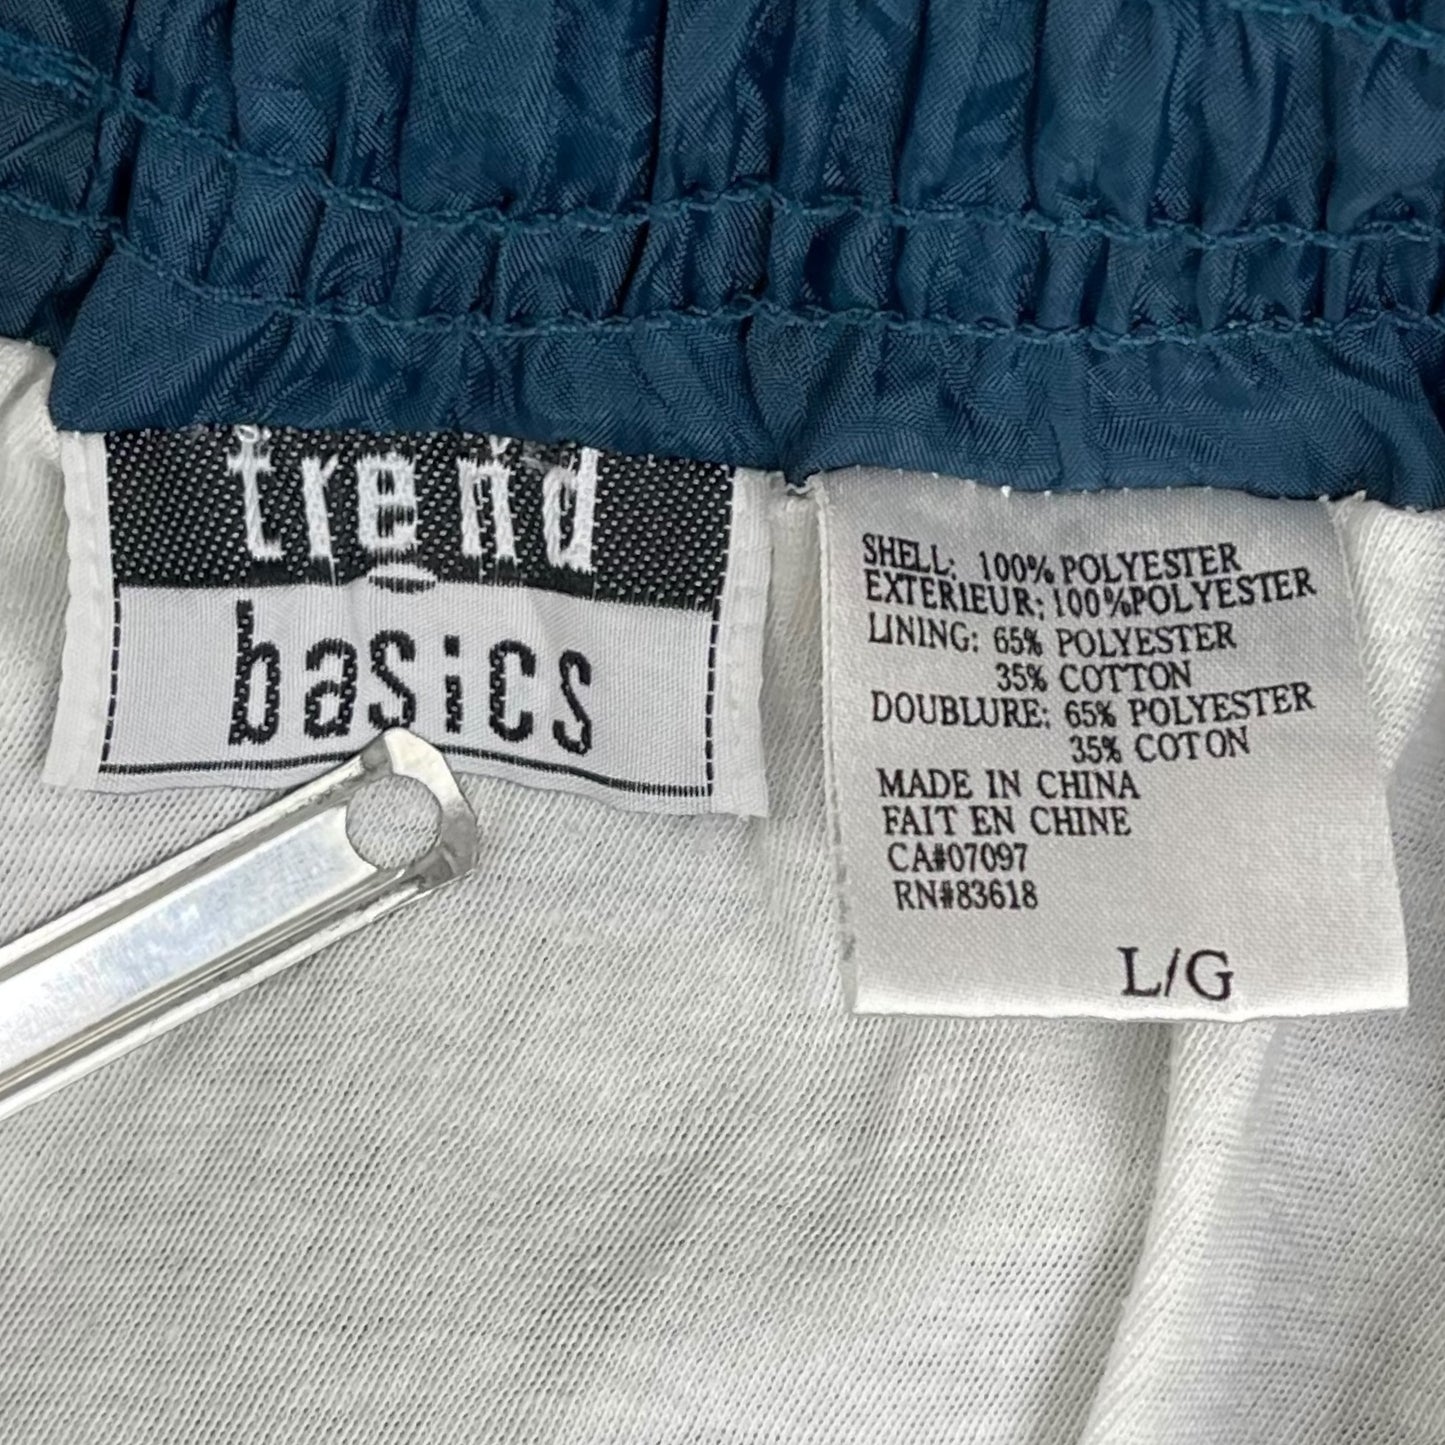 trend
basics
SHELL: 100% POLYESTER
EXTERIEUR: 100%POLYESTER
LINING: 65% POLYESTER
35% COTTON
DOUBLURE: 65% POLYESTER
35% COTON
MADE IN CHINA
FAIT EN CHINE
CA#07097
RN#83618
L/G